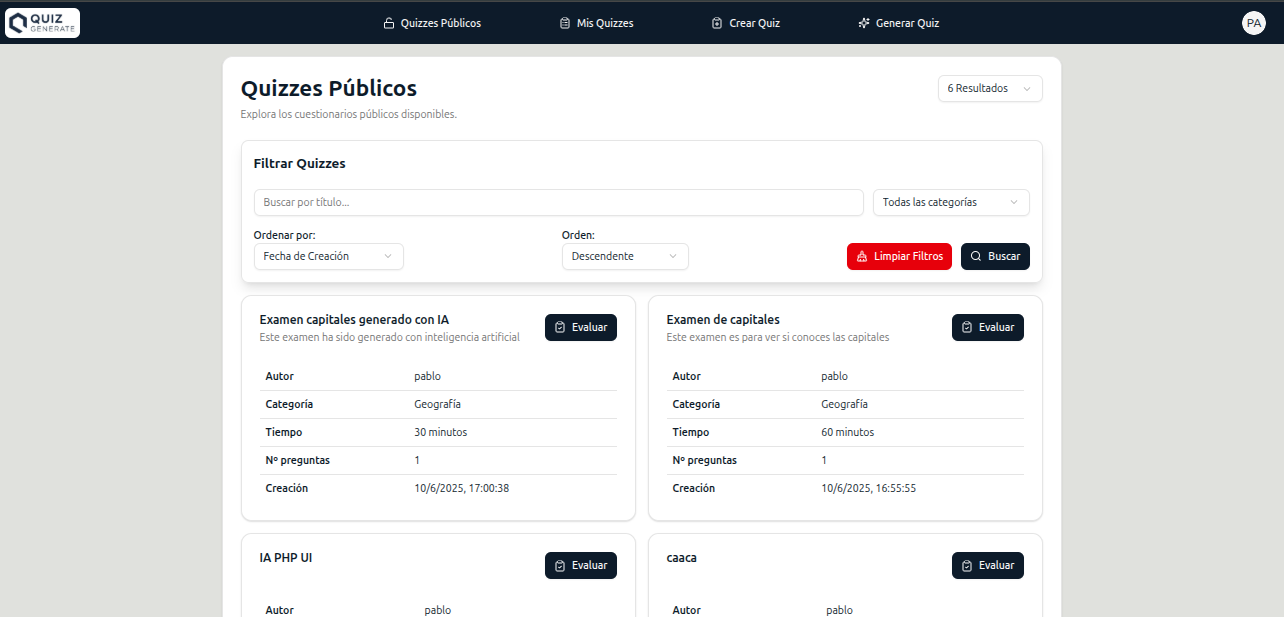 QUIZ
GENERATE
Quizzes Públicos
Mis Quizzes
Crear Quiz
Generar Quiz
PA
Quizzes Públicos
6 Resultados
Explora los cuestionarios públicos disponibles.
Filtrar Quizzes
Buscar por título...
Todas las categorías
Ordenar por:
Orden:
Fecha de Creación
Descendente
Limpiar Filtros
Buscar
Examen capitales generado con IA
Este examen ha sido generado con inteligencia artificial
Evaluar
Autor pablo
Categoría Geografía
Tiempo 30 minutos
Nº preguntas 1
Creación 10/6/2025, 17:00:38
Examen de capitales
Este examen es para ver si conoces las capitales
Evaluar
Autor pablo
Categoría Geografía
Tiempo 60 minutos
Nº preguntas 1
Creación 10/6/2025, 16:55:55
IA PHP UI
Evaluar
Autor pablo
caaca
Evaluar
Autor pablo